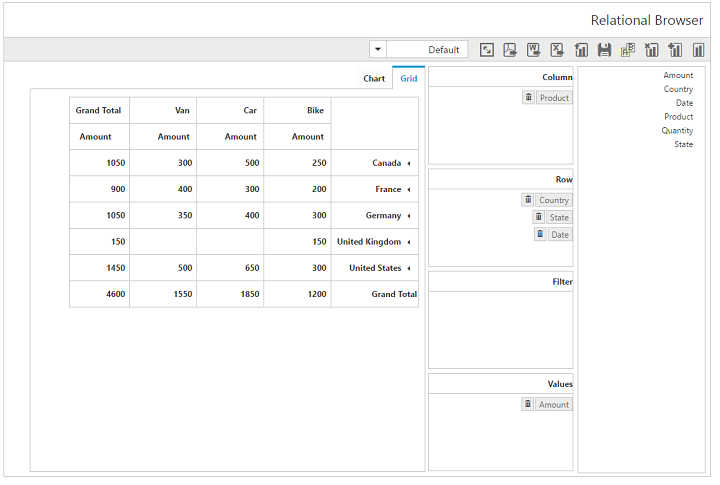 Relational Browser
Default
Chart Grid
Grand Total Van Car Bike
Amount Amount Amount Amount
1050 300 500 250 Canada
900 400 300 200 France
1050 350 400 300 Germany
150 150 United Kingdom
1450 500 650 300 United States
4600 1550 1850 1200 Grand Total
Column
Product
Row
Country
State
Date
Filter
Values
Amount
Amount
Country
Date
Product
Quantity
State